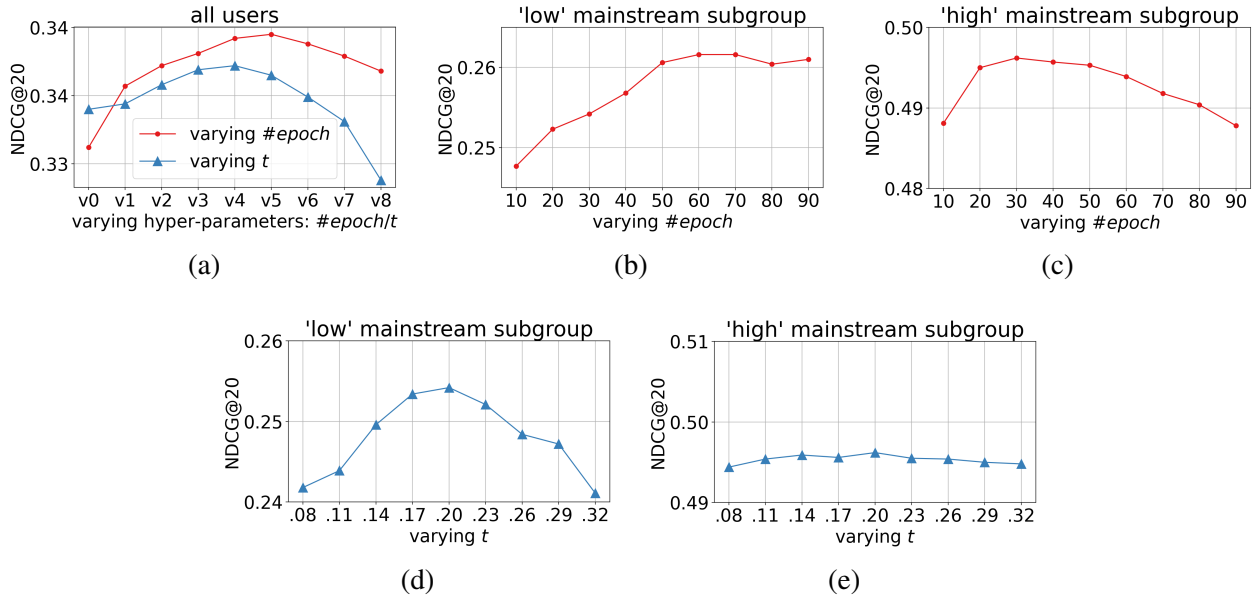 all users
NDCG@20
0.34
0.34
0.33
varying #epoch
varying t
v0 v1 v2 v3 v4 v5 v6 v7 v8
varying hyper-parameters: #epoch/t
(a)
'low' mainstream subgroup
NDCG@20
0.26
0.25
10 20 30 40 50 60 70 80 90
varying #epoch
(b)
'high' mainstream subgroup
NDCG@20
0.50
0.49
0.48
10 20 30 40 50 60 70 80 90
varying #epoch
(c)
'low' mainstream subgroup
NDCG@20
0.26
0.25
0.24
.08 .11 .14 .17 .20 .23 .26 .29 .32
varying t
(d)
'high' mainstream subgroup
NDCG@20
0.51
0.50
0.49
.08 .11 .14 .17 .20 .23 .26 .29 .32
varying t
(e)